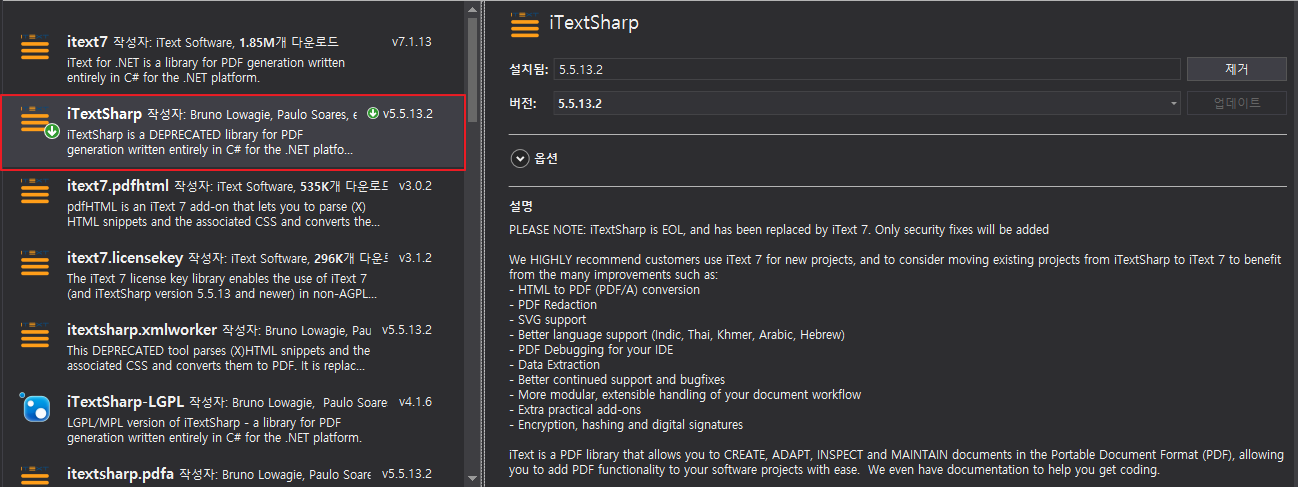 itext7 작성자: iText Software, 1.85M개 다운로드 v7.1.13
iText for .NET is a library for PDF generation written
entirely in C# for the .NET platform.
iTextSharp 작성자: Bruno Lowagie, Paulo Soares, e v5.5.13.2
iTextSharp is a DEPRECATED library for PDF
generation written entirely in C# for the .NET platfo...
itext7.pdfhtml 작성자: iText Software, 535K개 다운로드 v3.0.2
pdfHTML is an iText 7 add-on that lets you to parse (X)
HTML snippets and the associated CSS and converts the...
itext7.licensekey 작성자: iText Software, 296K개 다운로 v3.1.2
The iText 7 license key library enables the use of iText 7
(and iTextSharp version 5.5.13 and newer) in non-AGPL...
itextsharp.xmlworker 작성자: Bruno Lowagie, Pau v5.5.13.2
This DEPRECATED tool parses (X)HTML snippets and the
associated CSS and converts them to PDF. It is replac...
iTextSharp-LGPL 작성자: Bruno Lowagie, Paulo Soare v4.1.6
LGPL/MPL version of iTextSharp - a library for PDF
generation written entirely in C# for the .NET platform.
itextsharp.pdfa 작성자: Bruno Lowagie, Paulo Soare v5.5.13.2
iTextSharp
설치됨: 5.5.13.2 제거
버전: 5.5.13.2 업데이트
옵션
설명
PLEASE NOTE: iTextSharp is EOL, and has been replaced by iText 7. Only security fixes will be added
We HIGHLY recommend customers use iText 7 for new projects, and to consider moving existing projects from iTextSharp to iText 7 to benefit
from the many improvements such as:
- HTML to PDF (PDF/A) conversion
- PDF Redaction
- SVG support
- Better language support (Indic, Thai, Khmer, Arabic, Hebrew)
- PDF Debugging for your IDE
- Data Extraction
- Better continued support and bugfixes
- More modular, extensible handling of your document workflow
- Extra practical add-ons
- Encryption, hashing and digital signatures
iText is a PDF library that allows you to CREATE, ADAPT, INSPECT and MAINTAIN documents in the Portable Document Format (PDF), allowing
you to add PDF functionality to your software projects with ease. We even have documentation to help you get coding.